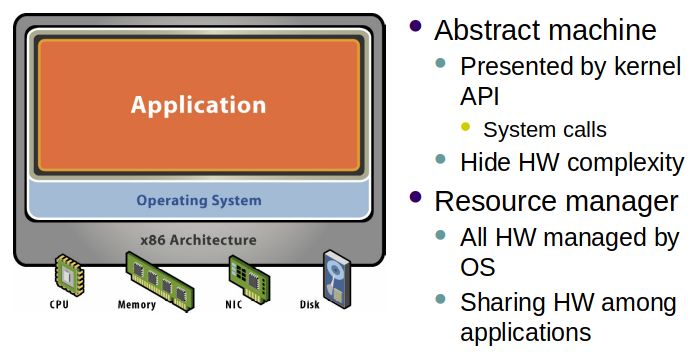 Application
Operating System
x86 Architecture
CPU
Memory
NIC
Disk
Abstract machine
Presented by kernel
API
System calls
Hide HW complexity
Resource manager
All HW managed by
OS
Sharing HW among
applications